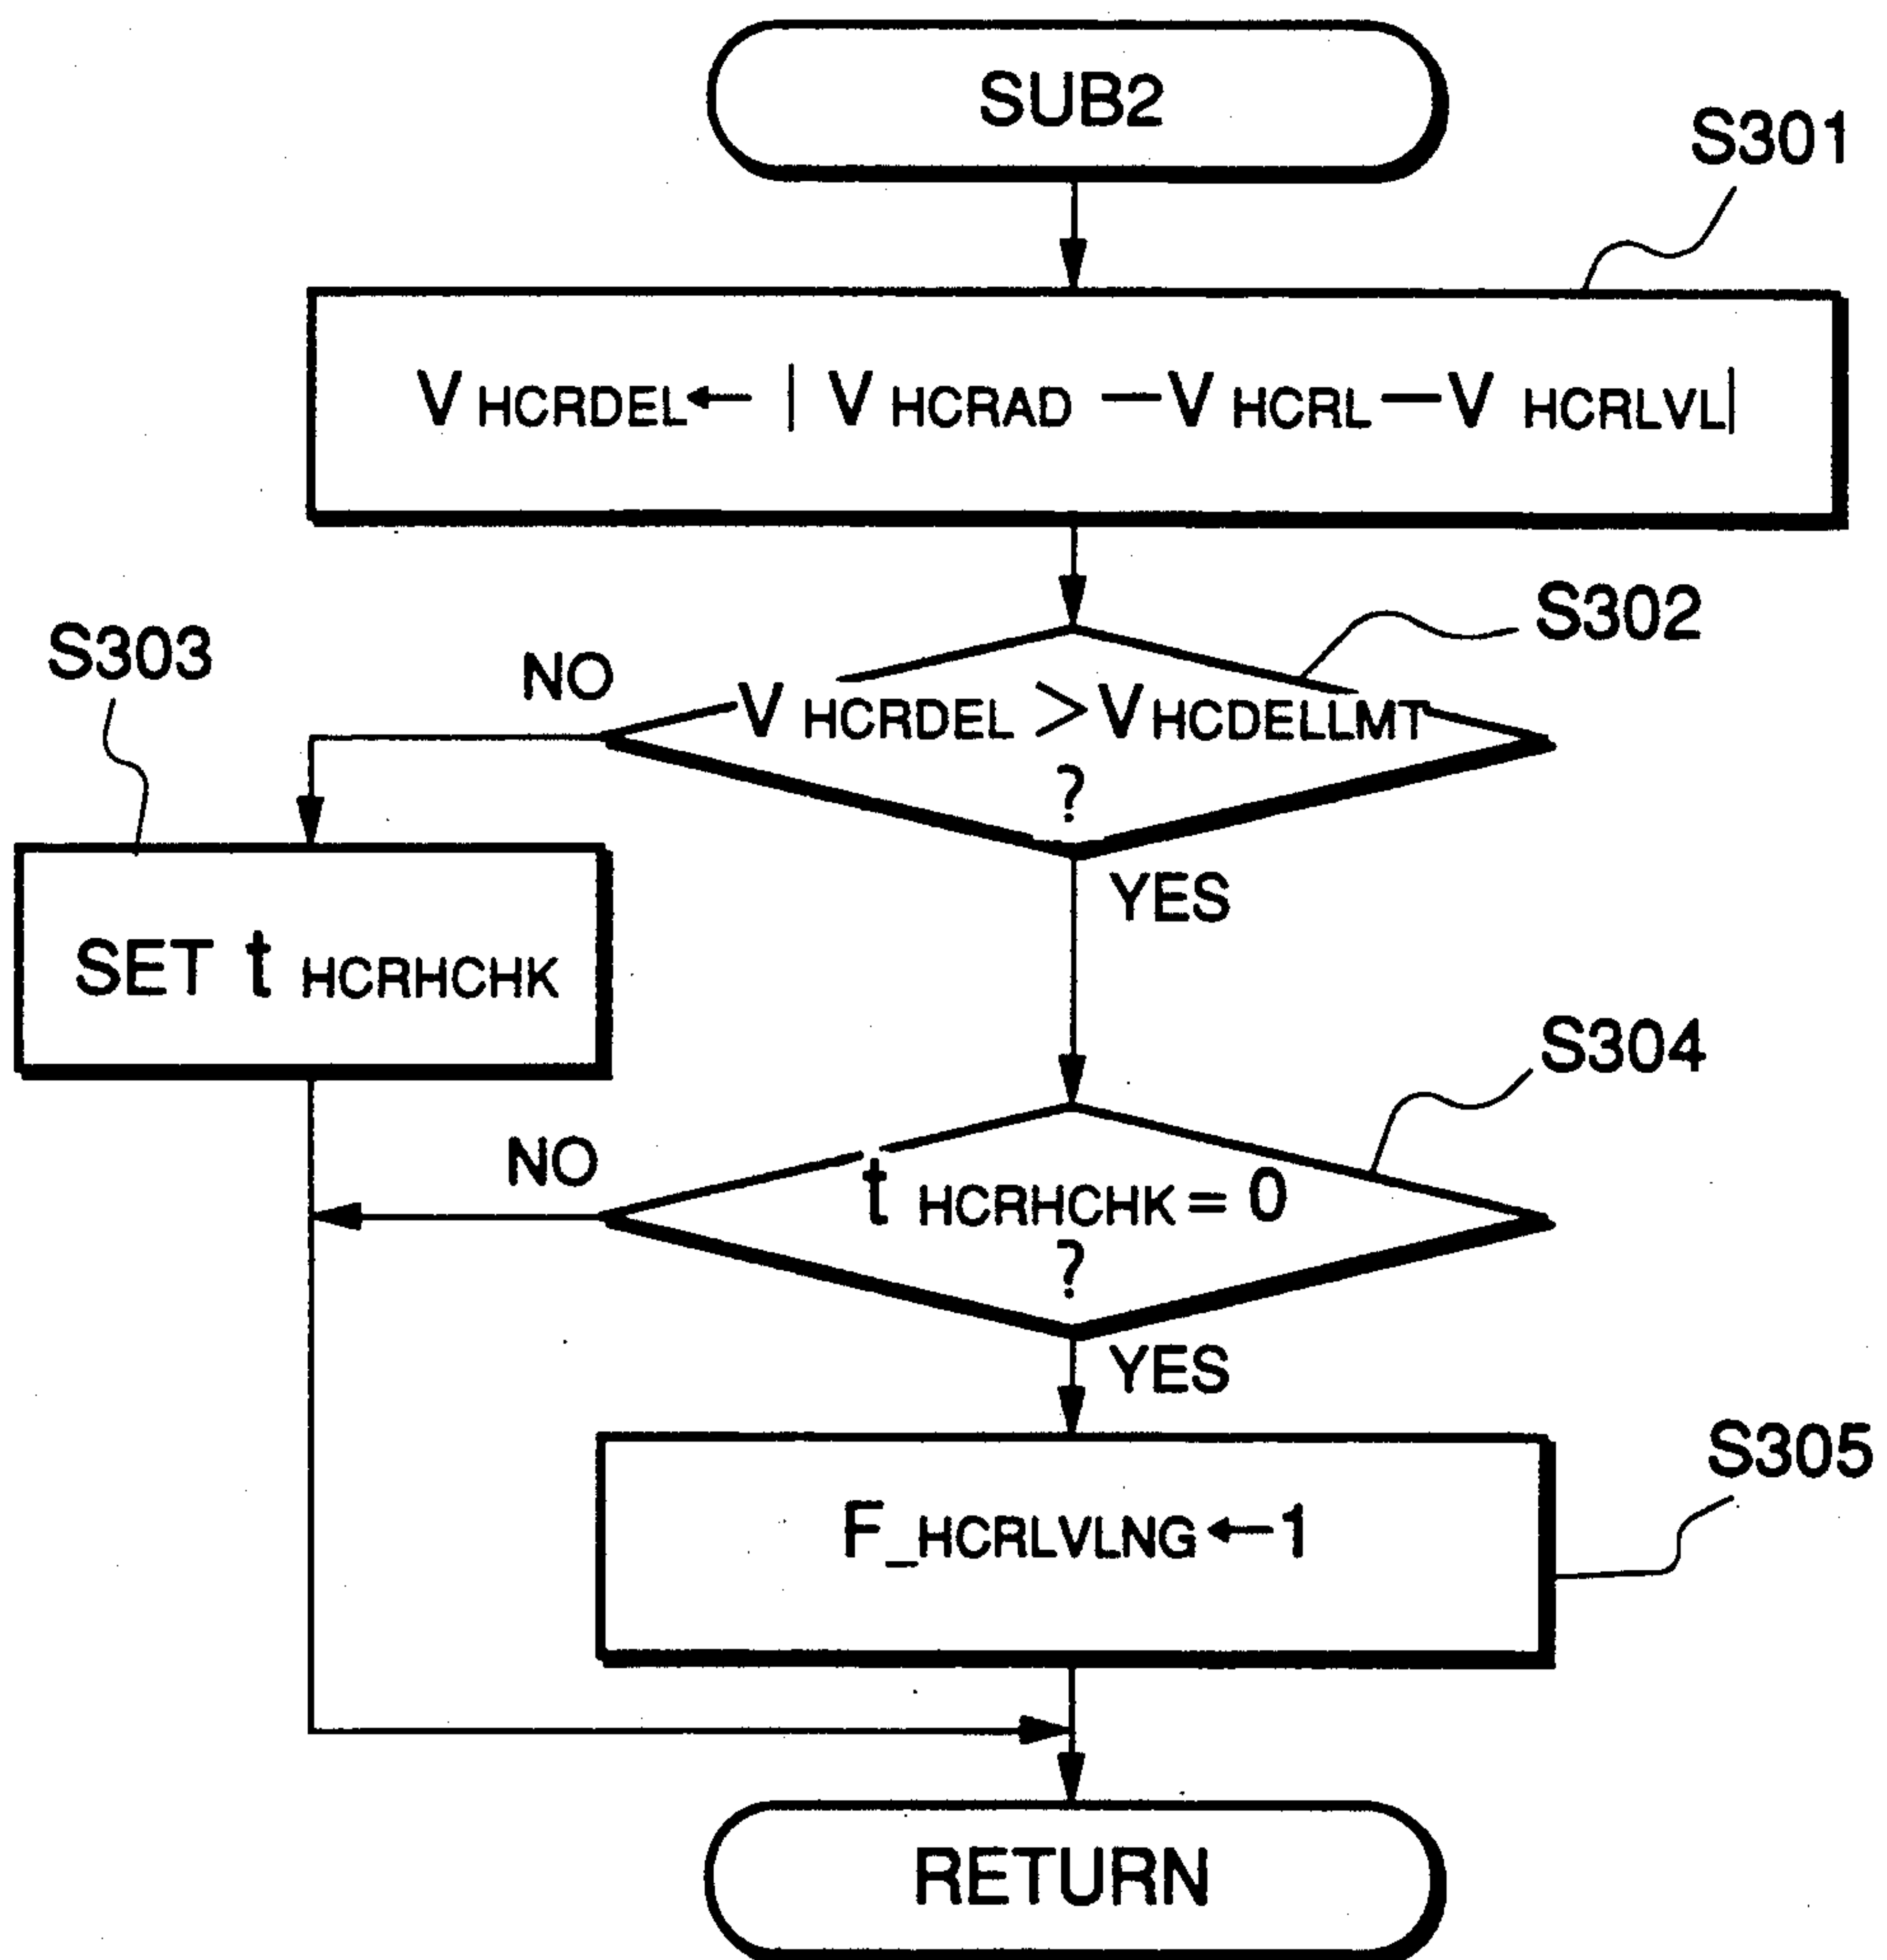 SUB2
S301
V HCRDEL ← | V HCRAD − V HCRL − V HCRLVL|
S302
S303
NO
V HCRDEL > V HCDELLMT
?
YES
SET t HCRHCHK
S304
NO
t HCRHCHK = 0
?
YES
S305
F_HCRLVLNG ← 1
RETURN